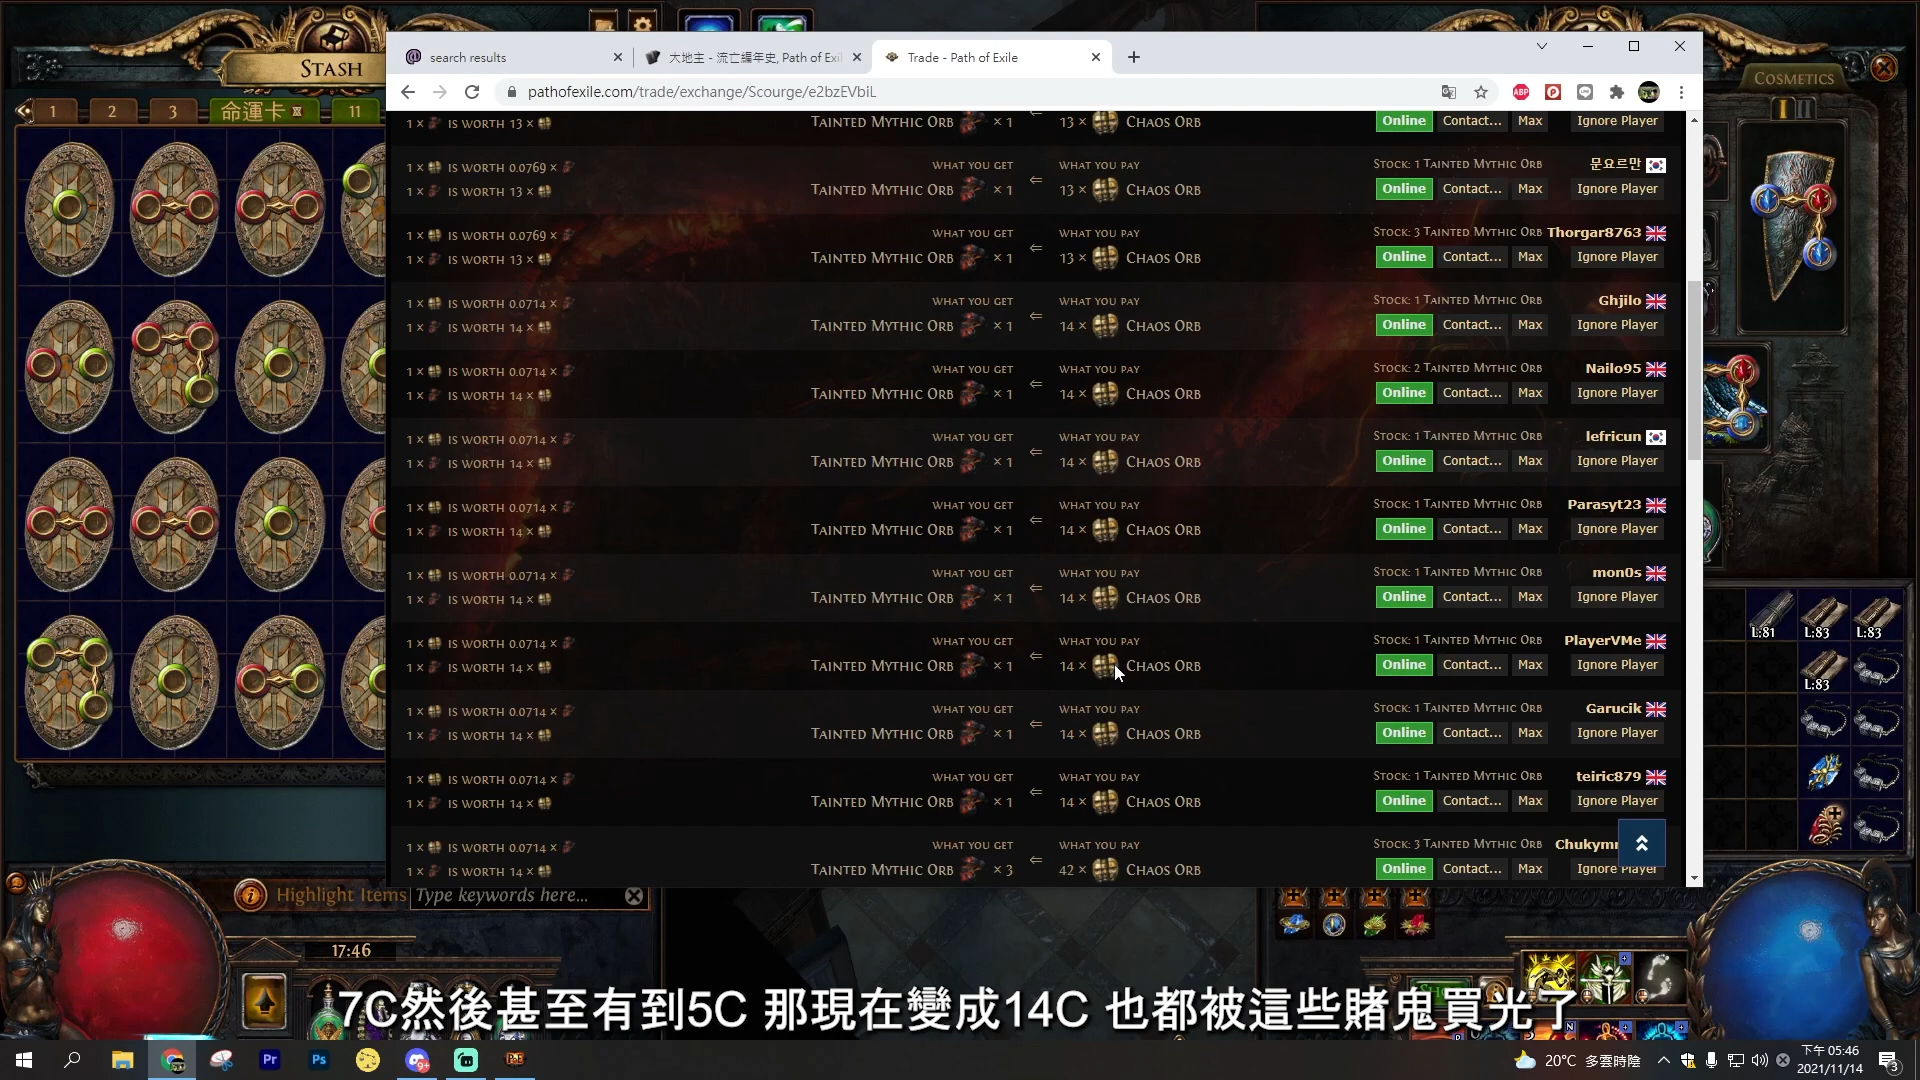 STASH
1
2
3
命運卡
11
search results
大地主 - 流亡編年史, Path of Exil
Trade - Path of Exile
pathofexile.com/trade/exchange/Scourge/e2bzEVbiL
COSMETICS
I II
1 × IS WORTH 13 ×
TAINTED MYTHIC ORB × 1 ⇐ 13 × CHAOS ORB
Online Contact... Max Ignore Player
1 × IS WORTH 0.0769 ×
1 × IS WORTH 13 ×
WHAT YOU GET WHAT YOU PAY
TAINTED MYTHIC ORB × 1 ⇐ 13 × CHAOS ORB
STOCK: 1 TAINTED MYTHIC ORB 문요르만
Online Contact... Max Ignore Player
1 × IS WORTH 0.0769 ×
1 × IS WORTH 13 ×
WHAT YOU GET WHAT YOU PAY
TAINTED MYTHIC ORB × 1 ⇐ 13 × CHAOS ORB
STOCK: 3 TAINTED MYTHIC ORB Thorgar8763
Online Contact... Max Ignore Player
1 × IS WORTH 0.0714 ×
1 × IS WORTH 14 ×
WHAT YOU GET WHAT YOU PAY
TAINTED MYTHIC ORB × 1 ⇐ 14 × CHAOS ORB
STOCK: 1 TAINTED MYTHIC ORB Ghjilo
Online Contact... Max Ignore Player
1 × IS WORTH 0.0714 ×
1 × IS WORTH 14 ×
WHAT YOU GET WHAT YOU PAY
TAINTED MYTHIC ORB × 1 ⇐ 14 × CHAOS ORB
STOCK: 2 TAINTED MYTHIC ORB Nailo95
Online Contact... Max Ignore Player
1 × IS WORTH 0.0714 ×
1 × IS WORTH 14 ×
WHAT YOU GET WHAT YOU PAY
TAINTED MYTHIC ORB × 1 ⇐ 14 × CHAOS ORB
STOCK: 1 TAINTED MYTHIC ORB lefricun
Online Contact... Max Ignore Player
1 × IS WORTH 0.0714 ×
1 × IS WORTH 14 ×
WHAT YOU GET WHAT YOU PAY
TAINTED MYTHIC ORB × 1 ⇐ 14 × CHAOS ORB
STOCK: 1 TAINTED MYTHIC ORB Parasyt23
Online Contact... Max Ignore Player
1 × IS WORTH 0.0714 ×
1 × IS WORTH 14 ×
WHAT YOU GET WHAT YOU PAY
TAINTED MYTHIC ORB × 1 ⇐ 14 × CHAOS ORB
STOCK: 1 TAINTED MYTHIC ORB mon0s
Online Contact... Max Ignore Player
1 × IS WORTH 0.0714 ×
1 × IS WORTH 14 ×
WHAT YOU GET WHAT YOU PAY
TAINTED MYTHIC ORB × 1 ⇐ 14 × CHAOS ORB
STOCK: 1 TAINTED MYTHIC ORB PlayerVMe
Online Contact... Max Ignore Player
1 × IS WORTH 0.0714 ×
1 × IS WORTH 14 ×
WHAT YOU GET WHAT YOU PAY
TAINTED MYTHIC ORB × 1 ⇐ 14 × CHAOS ORB
STOCK: 1 TAINTED MYTHIC ORB Garucik
Online Contact... Max Ignore Player
1 × IS WORTH 0.0714 ×
1 × IS WORTH 14 ×
WHAT YOU GET WHAT YOU PAY
TAINTED MYTHIC ORB × 1 ⇐ 14 × CHAOS ORB
STOCK: 1 TAINTED MYTHIC ORB teiric879
Online Contact... Max Ignore Player
1 × IS WORTH 0.0714 ×
1 × IS WORTH 14 ×
WHAT YOU GET WHAT YOU PAY
TAINTED MYTHIC ORB × 3 ⇐ 42 × CHAOS ORB
STOCK: 3 TAINTED MYTHIC ORB
Online Contact... Max Ignore Player
L:81 L:83 L:83
L:83
Highlight Items Type keywords here...
17:46
7C然後甚至有到5C 那現在變成14C 也都被這些賭鬼買光了
Pr
Ps
20°C 多雲時陰
下午 05:46
2021/11/14
3